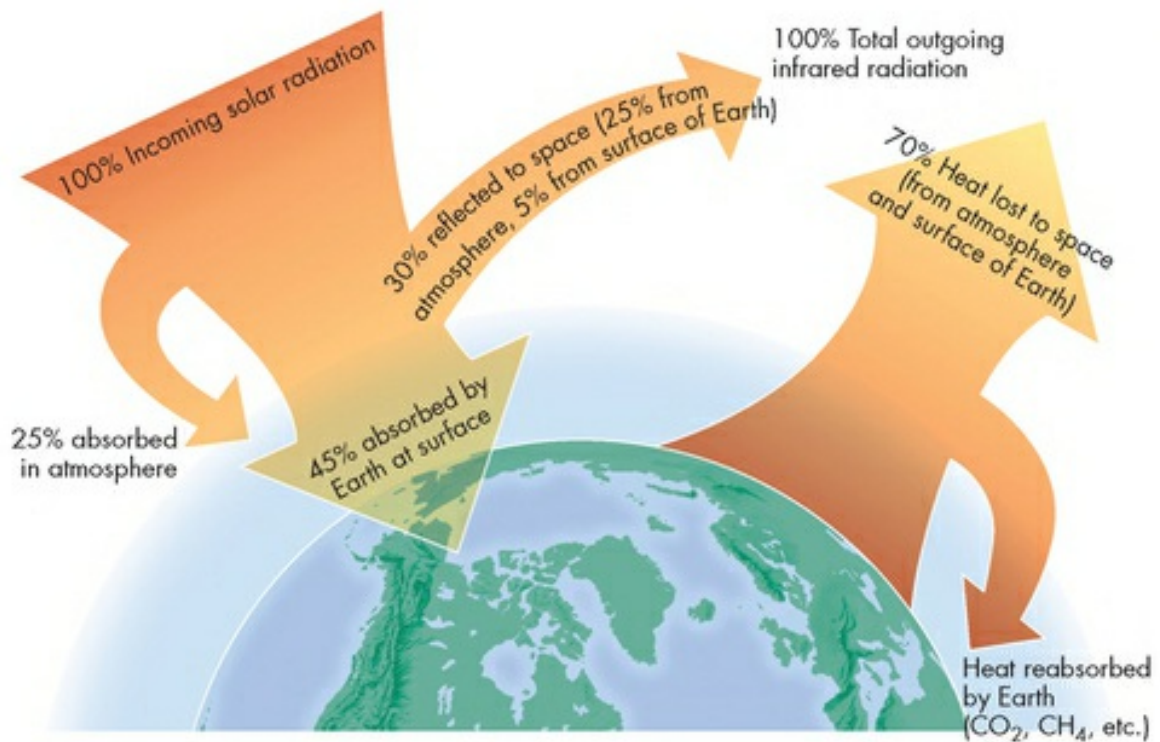 100% Incoming solar radiation
30% reflected to space (25% from
atmosphere, 5% from surface of Earth)
100% Total outgoing
infrared radiation
70% Heat lost to space
(from atmosphere
and surface of Earth)
25% absorbed
in atmosphere
45% absorbed by
Earth at surface
Heat reabsorbed
by Earth
(CO₂, CH₄, etc.)